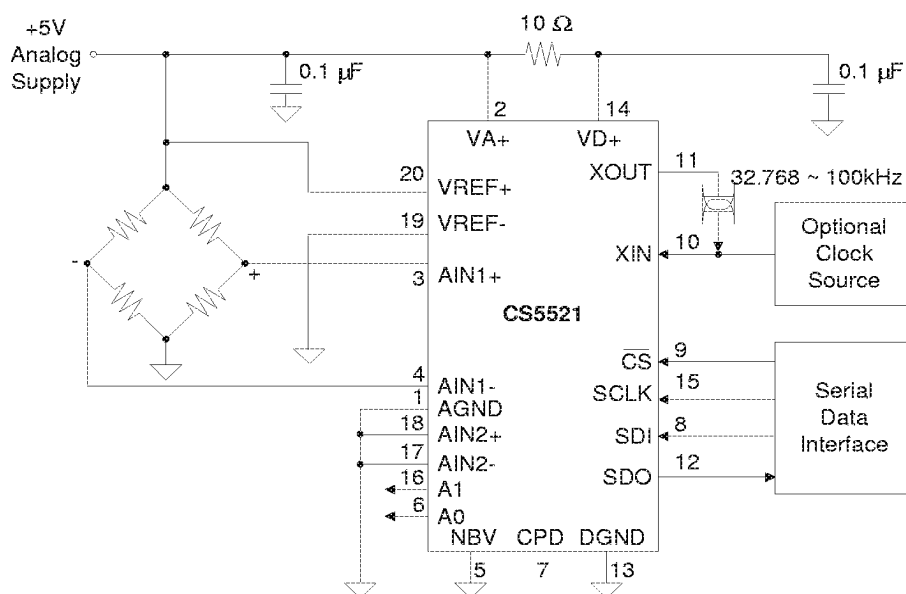 +5V
Analog
Supply
10 Ω
0.1 µF
0.1 µF
2
14
VA+
VD+
20
VREF+
19
VREF-
3
AIN1+
-
+
XOUT
11
32.768 ~ 100kHz
XIN
10
Optional
Clock
Source
CS5521
4
AIN1-
1
AGND
18
AIN2+
17
AIN2-
16
A1
6
A0
CS
9
SCLK
15
SDI
8
SDO
12
Serial
Data
Interface
NBV
CPD
DGND
5
7
13